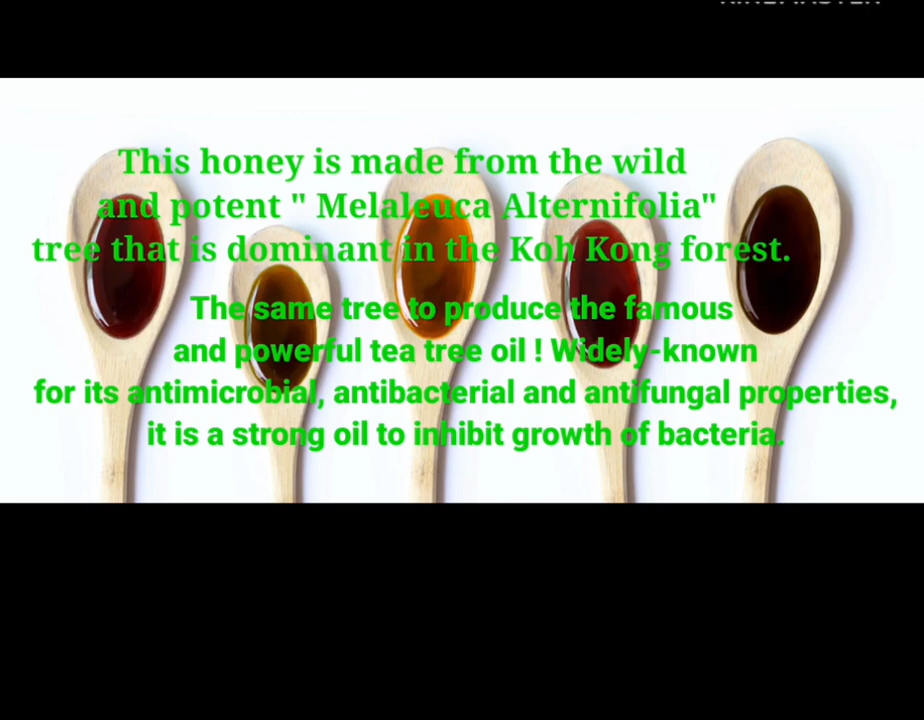 This honey is made from the wild
and potent " Melaleuca Alternifolia"
tree that is dominant in the Koh Kong forest.
The same tree to produce the famous
and powerful tea tree oil ! Widely-known
for its antimicrobial, antibacterial and antifungal properties,
it is a strong oil to inhibit growth of bacteria.